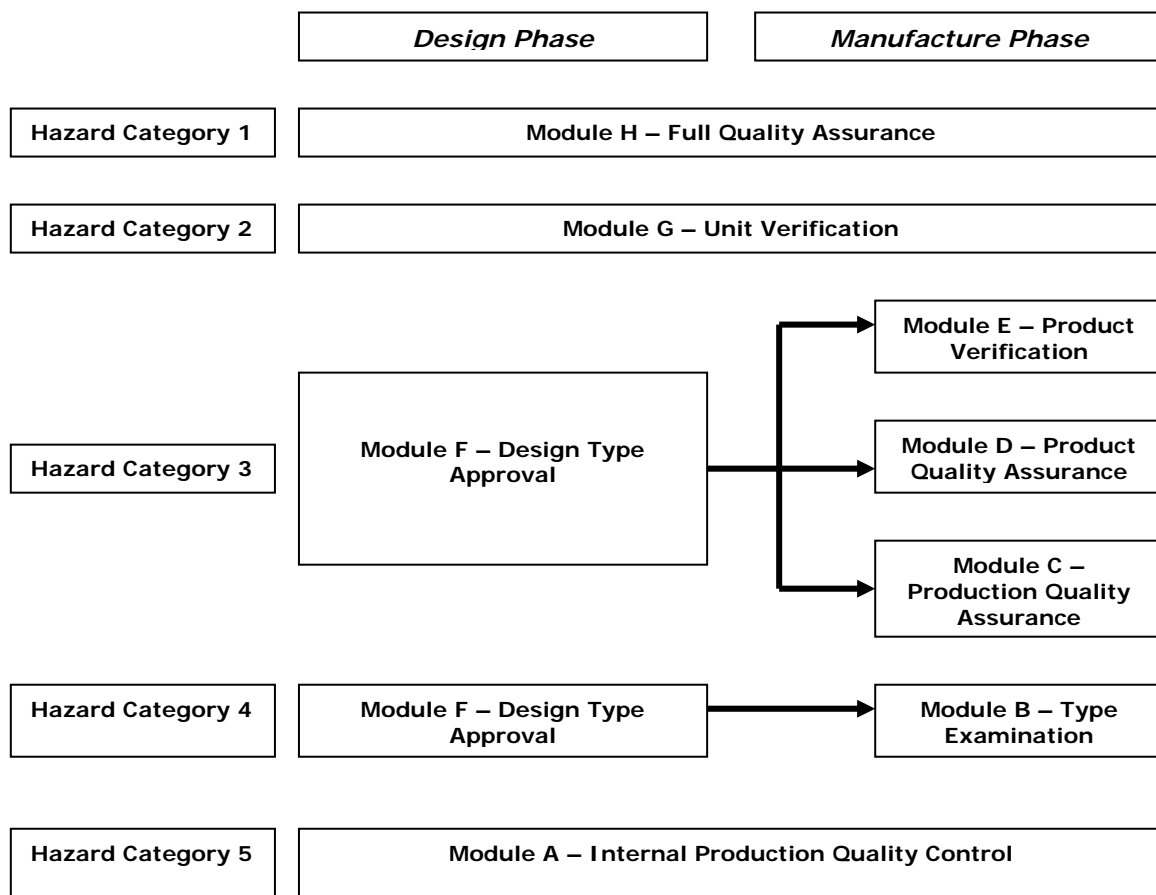 Design Phase
Manufacture Phase
Hazard Category 1
Module H – Full Quality Assurance
Hazard Category 2
Module G – Unit Verification
Module E – Product
Verification
Hazard Category 3
Module F – Design Type
Approval
Module D – Product
Quality Assurance
Module C –
Production Quality
Assurance
Hazard Category 4
Module F – Design Type
Approval
Module B – Type
Examination
Hazard Category 5
Module A – Internal Production Quality Control